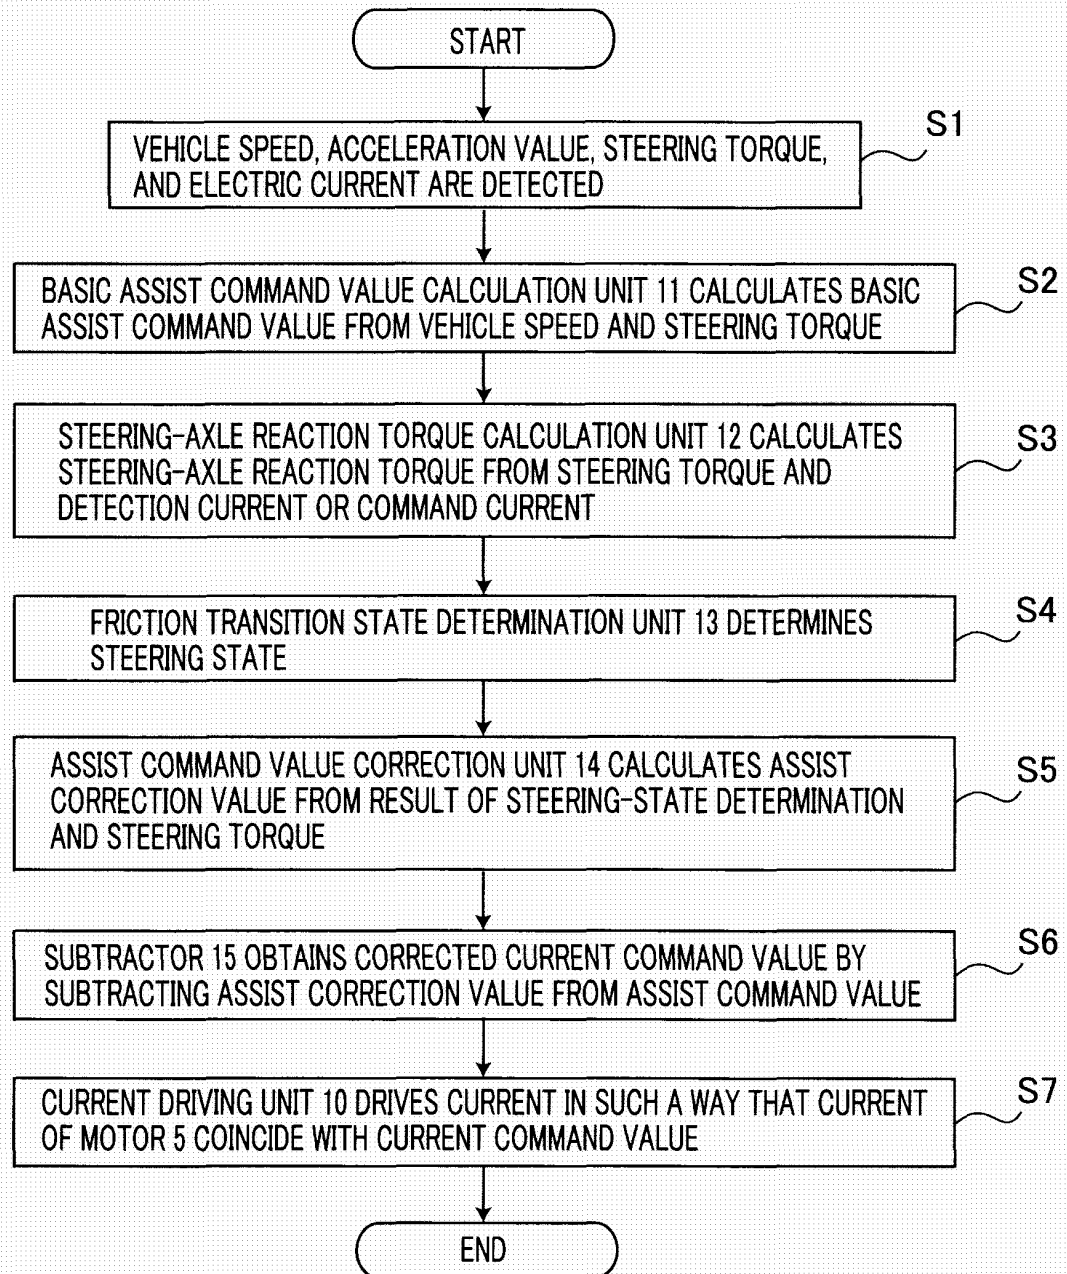 START
S1
VEHICLE SPEED, ACCELERATION VALUE, STEERING TORQUE,
AND ELECTRIC CURRENT ARE DETECTED
S2
BASIC ASSIST COMMAND VALUE CALCULATION UNIT 11 CALCULATES BASIC
ASSIST COMMAND VALUE FROM VEHICLE SPEED AND STEERING TORQUE
S3
STEERING-AXLE REACTION TORQUE CALCULATION UNIT 12 CALCULATES
STEERING-AXLE REACTION TORQUE FROM STEERING TORQUE AND
DETECTION CURRENT OR COMMAND CURRENT
S4
FRICTION TRANSITION STATE DETERMINATION UNIT 13 DETERMINES
STEERING STATE
S5
ASSIST COMMAND VALUE CORRECTION UNIT 14 CALCULATES ASSIST
CORRECTION VALUE FROM RESULT OF STEERING-STATE DETERMINATION
AND STEERING TORQUE
S6
SUBTRACTOR 15 OBTAINS CORRECTED CURRENT COMMAND VALUE BY
SUBTRACTING ASSIST CORRECTION VALUE FROM ASSIST COMMAND VALUE
S7
CURRENT DRIVING UNIT 10 DRIVES CURRENT IN SUCH A WAY THAT CURRENT
OF MOTOR 5 COINCIDE WITH CURRENT COMMAND VALUE
END